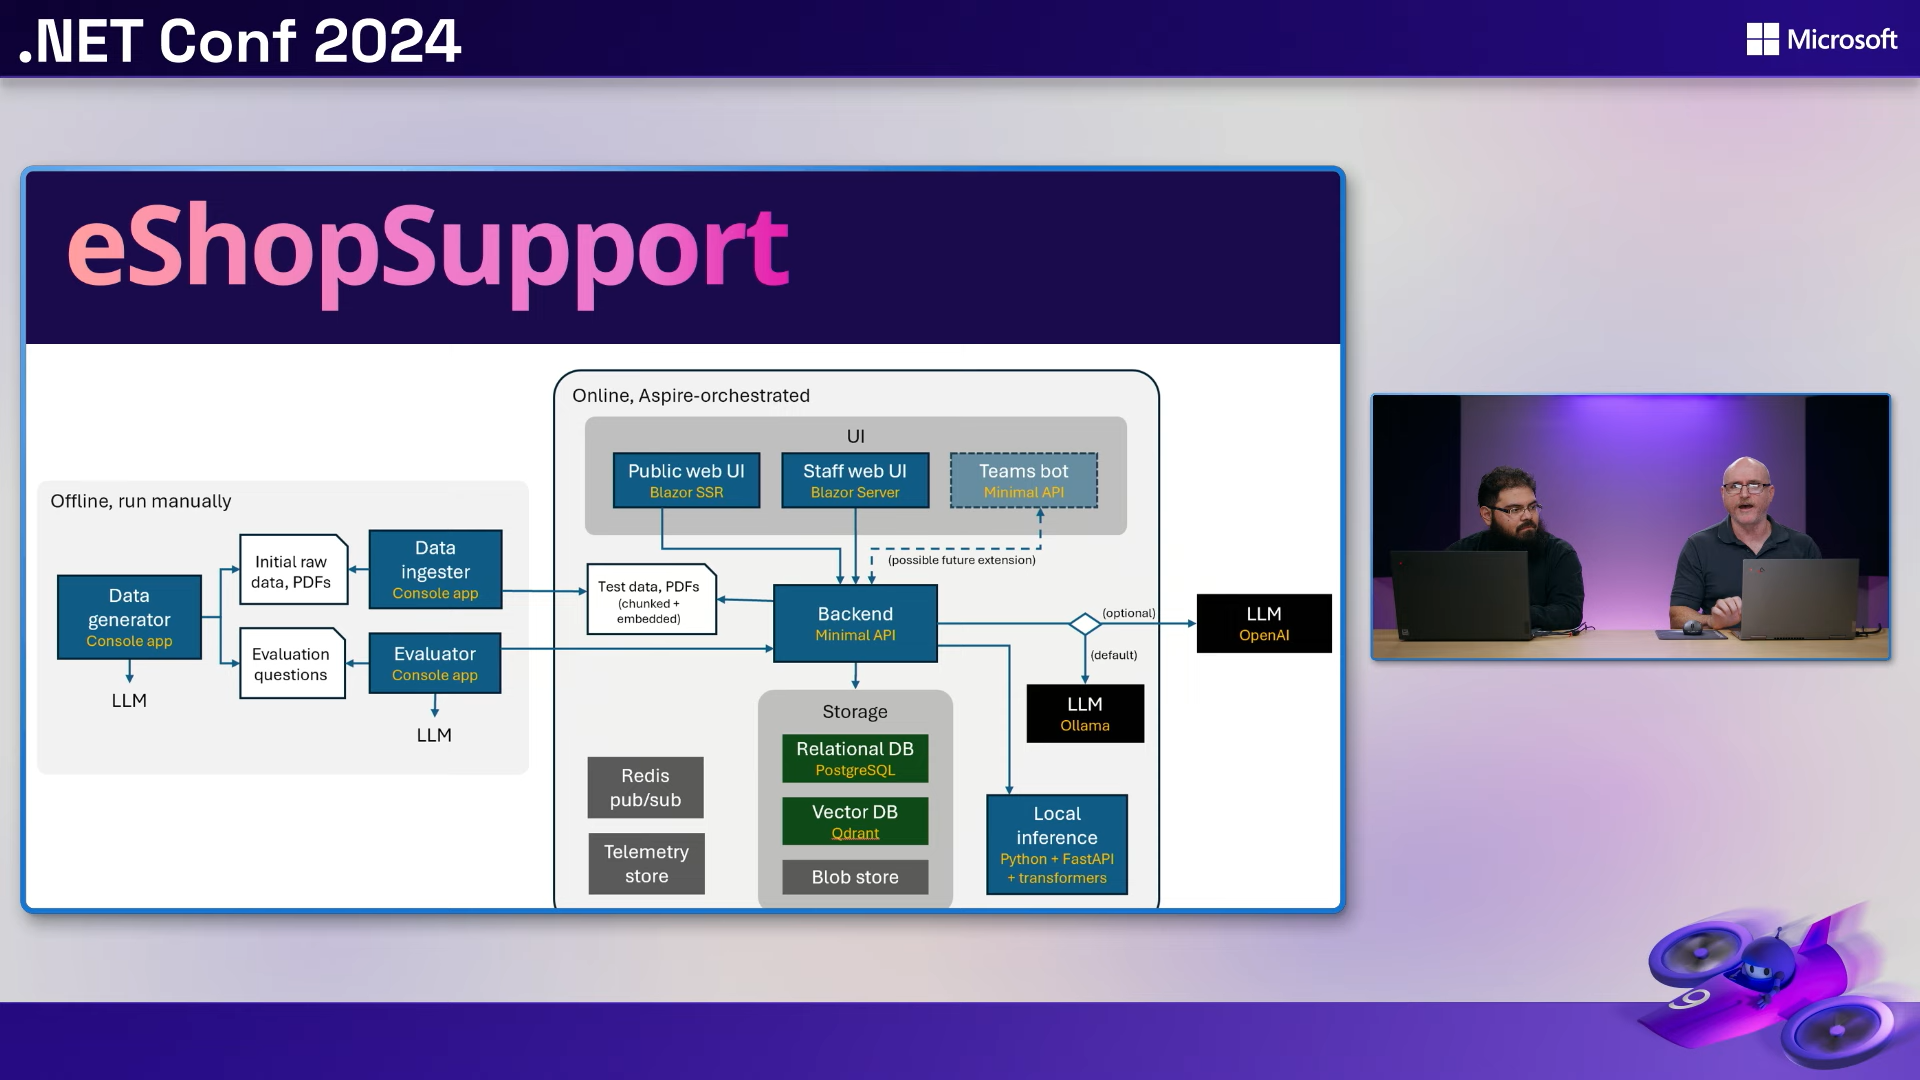 .NET Conf 2024
Microsoft
eShopSupport
Online, Aspire-orchestrated
UI
Public web UI
Blazor SSR
Staff web UI
Blazor Server
Teams bot
Minimal API
(possible future extension)
Offline, run manually
Data
generator
Console app
LLM
Initial raw
data, PDFs
Data
ingester
Console app
Evaluation
questions
Evaluator
Console app
LLM
Test data, PDFs
(chunked +
embedded)
Backend
Minimal API
(optional)
LLM
OpenAI
(default)
LLM
Ollama
Storage
Relational DB
PostgreSQL
Vector DB
Qdrant
Blob store
Redis
pub/sub
Telemetry
store
Local
inference
Python + FastAPI
+ transformers
9